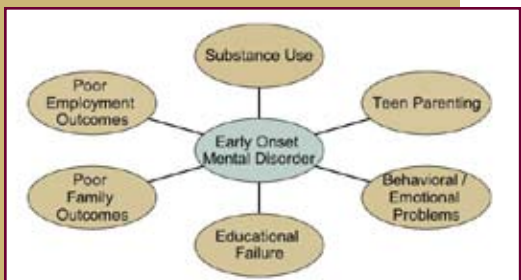 Substance Use
Poor
Employment
Outcomes
Teen Parenting
Early Onset
Mental Disorder
Poor
Family
Outcomes
Behavioral /
Emotional
Problems
Educational
Failure